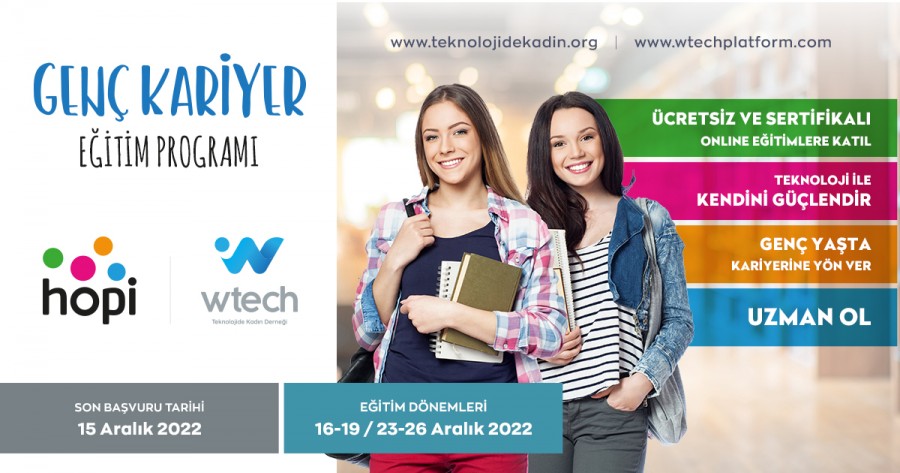 GENÇ KARİYER
EĞİTİM PROGRAMI
hopi
wtech
Teknolojide Kadın Derneği
www.teknolojidekadin.org | www.wtechplatform.com
ÜCRETSİZ VE SERTİFİKALI
ONLINE EĞİTİMLERE KATIL
TEKNOLOJİ İLE
KENDİNİ GÜÇLENDİR
GENÇ YAŞTA
KARİYERİNE YÖN VER
UZMAN OL
SON BAŞVURU TARİHİ
15 Aralık 2022
EĞİTİM DÖNEMLERİ
16-19 / 23-26 Aralık 2022